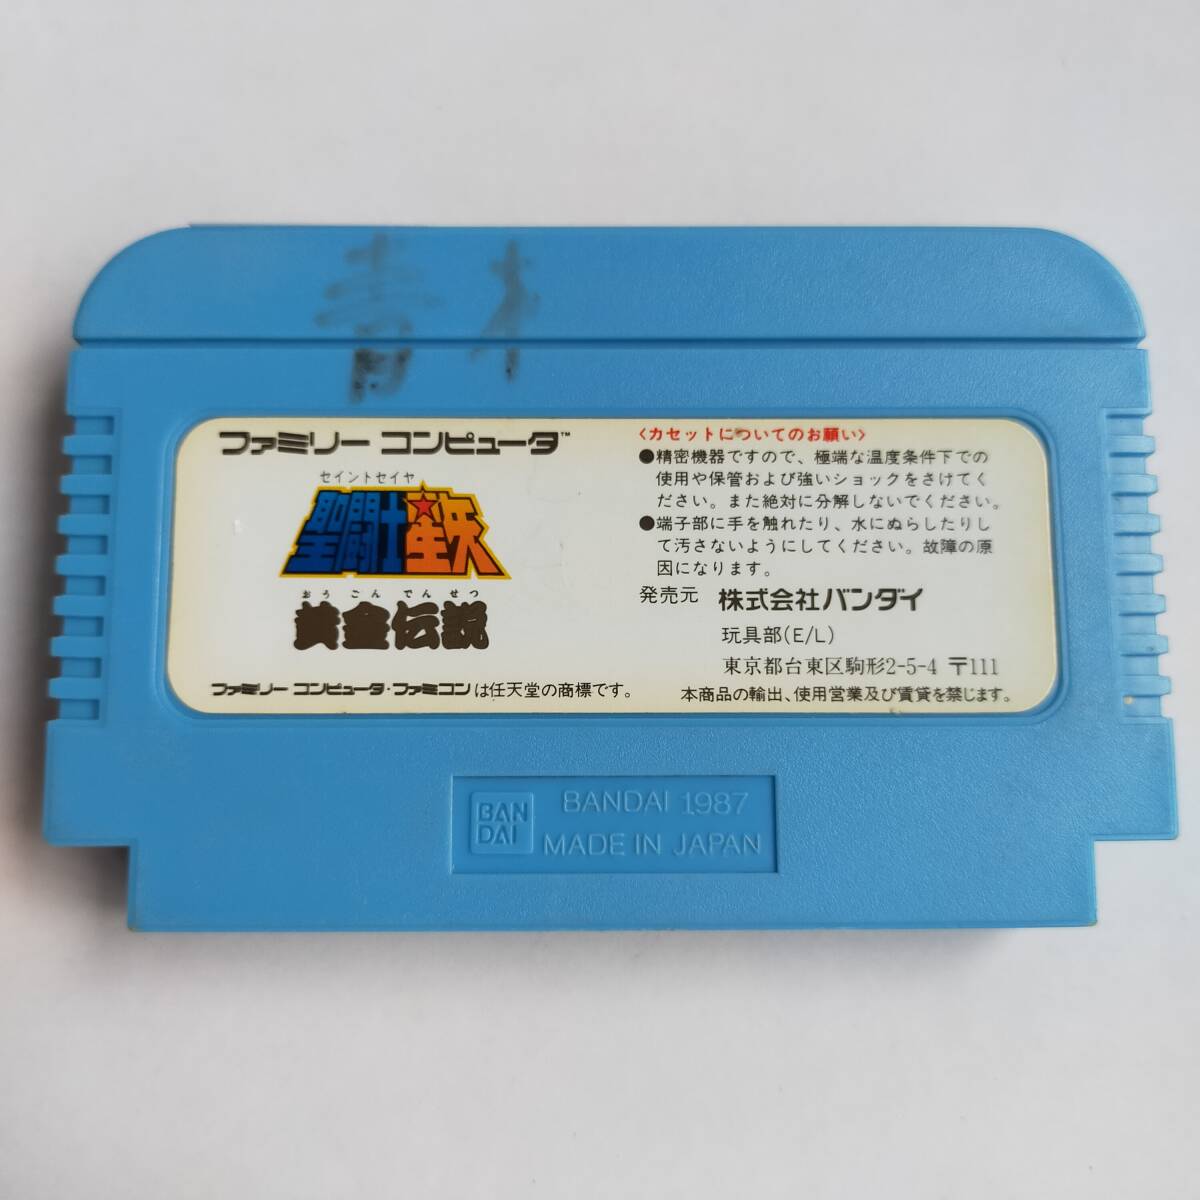 青木
ファミリー コンピュータ™
セイントセイヤ
聖闘士星矢
おうごんでんせつ
黄金伝説
ファミリー コンピュータ・ファミコンは任天堂の商標です。
〈カセットについてのお願い〉
●精密機器ですので、極端な温度条件下での
使用や保管および強いショックをさけてく
ださい。また絶対に分解しないでください。
●端子部に手を触れたり、水にぬらしたりし
て汚さないようにしてください。故障の原
因になります。
発売元 株式会社バンダイ
玩具部(E/L)
東京都台東区駒形2-5-4 〒111
本商品の輸出、使用営業及び賃貸を禁じます。
BAN
DAI
BANDAI 1987
MADE IN JAPAN